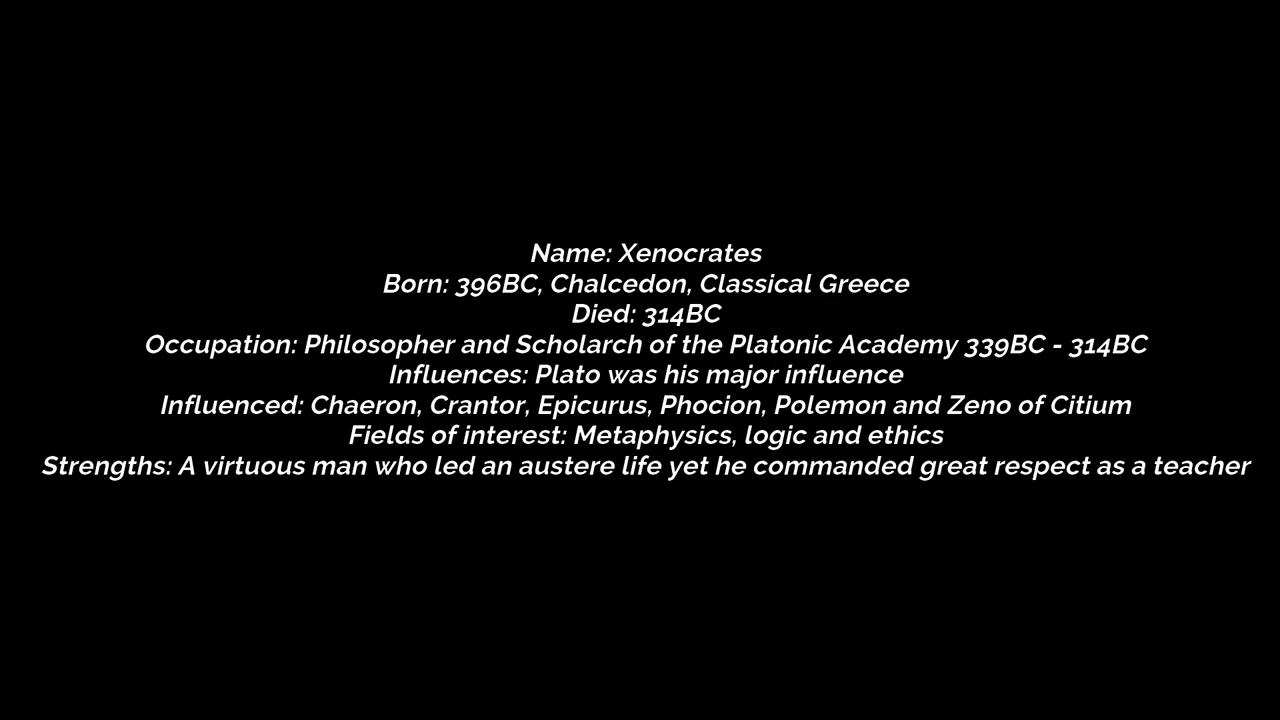 Name: Xenocrates
Born: 396BC, Chalcedon, Classical Greece
Died: 314BC
Occupation: Philosopher and Scholarch of the Platonic Academy 339BC - 314BC
Influences: Plato was his major influence
Influenced: Chaeron, Crantor, Epicurus, Phocion, Polemon and Zeno of Citium
Fields of interest: Metaphysics, logic and ethics
Strengths: A virtuous man who led an austere life yet he commanded great respect as a teacher